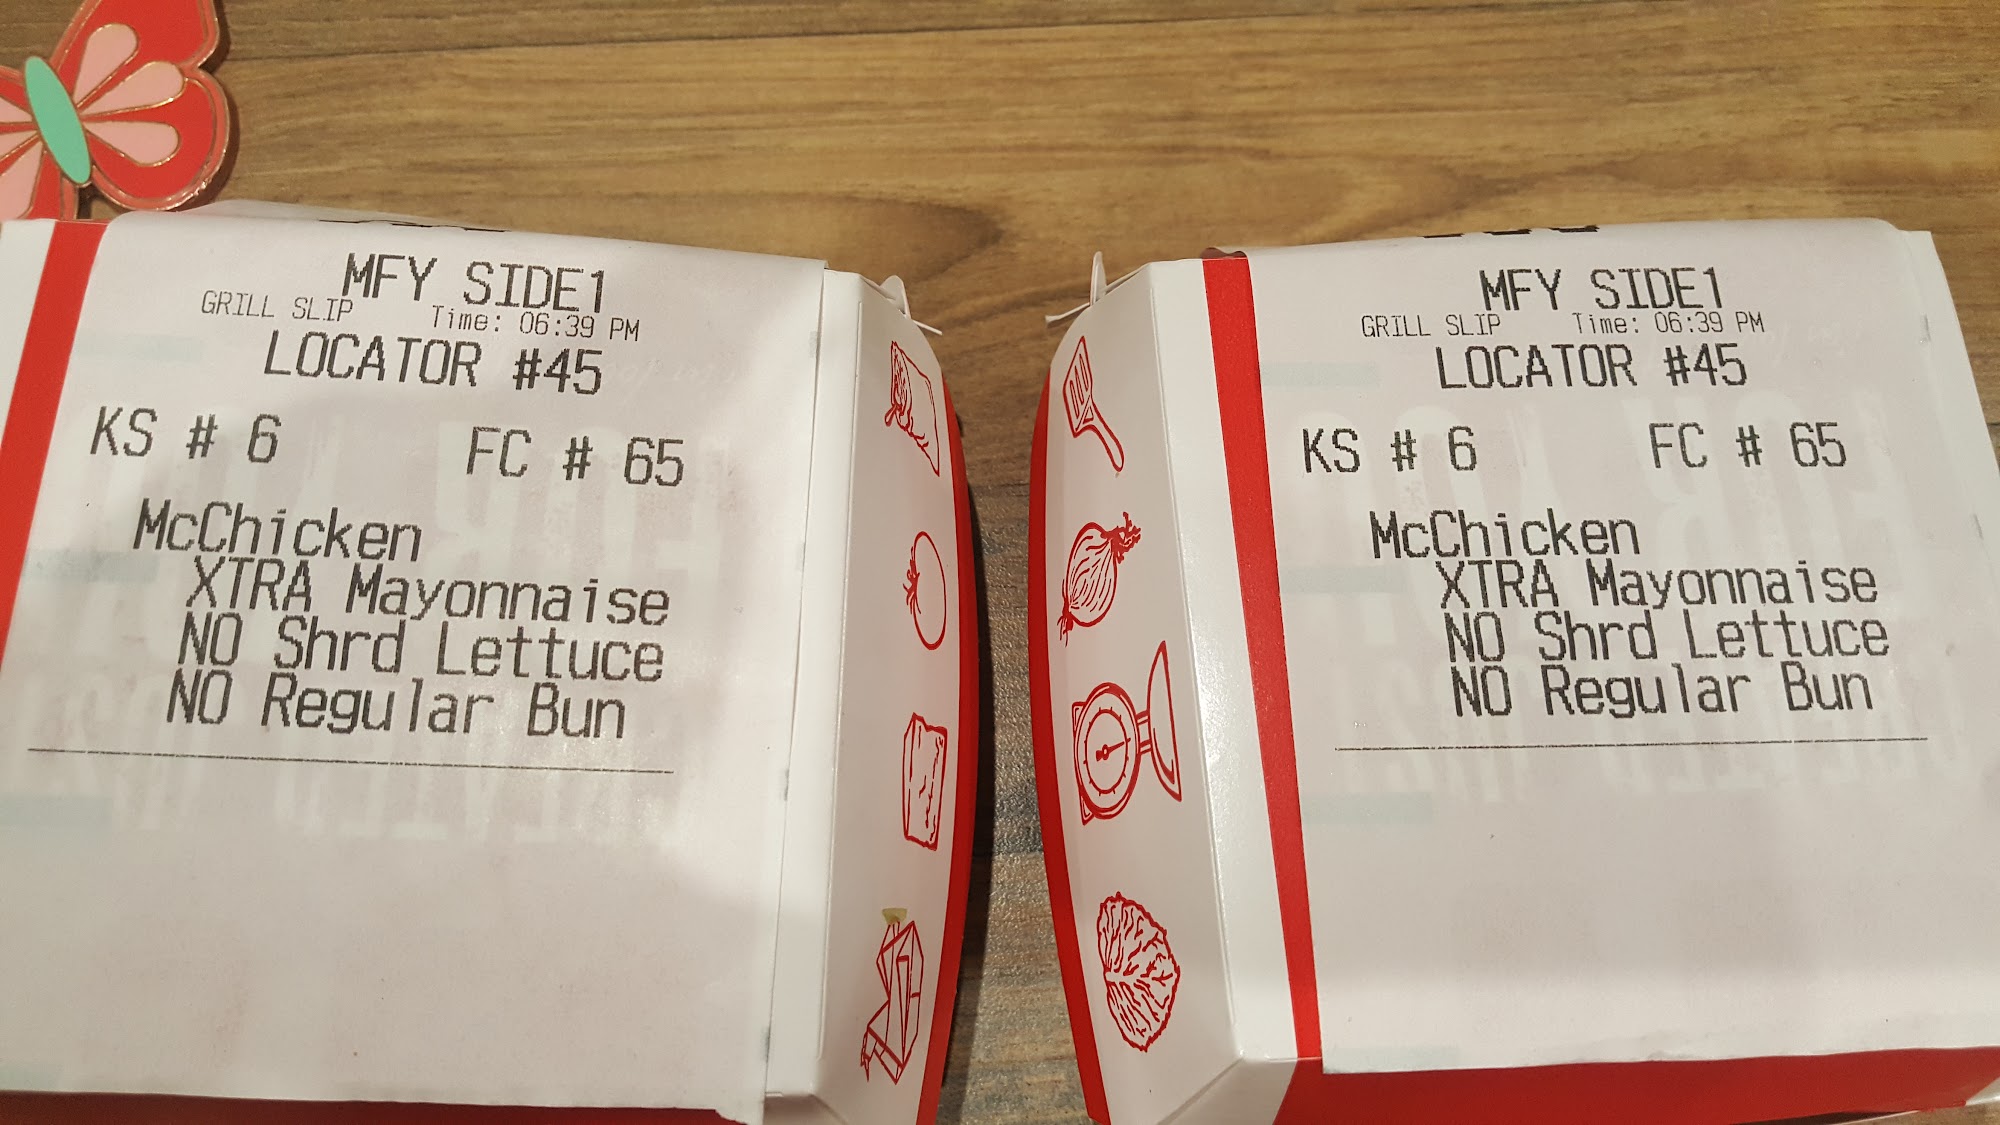 MFY SIDE1
GRILL SLIP Time: 06:39 PM
LOCATOR #45
KS # 6 FC # 65
McChicken
XTRA Mayonnaise
NO Shrd Lettuce
NO Regular Bun
MFY SIDE1
GRILL SLIP Time: 06:39 PM
LOCATOR #45
KS # 6 FC # 65
McChicken
XTRA Mayonnaise
NO Shrd Lettuce
NO Regular Bun